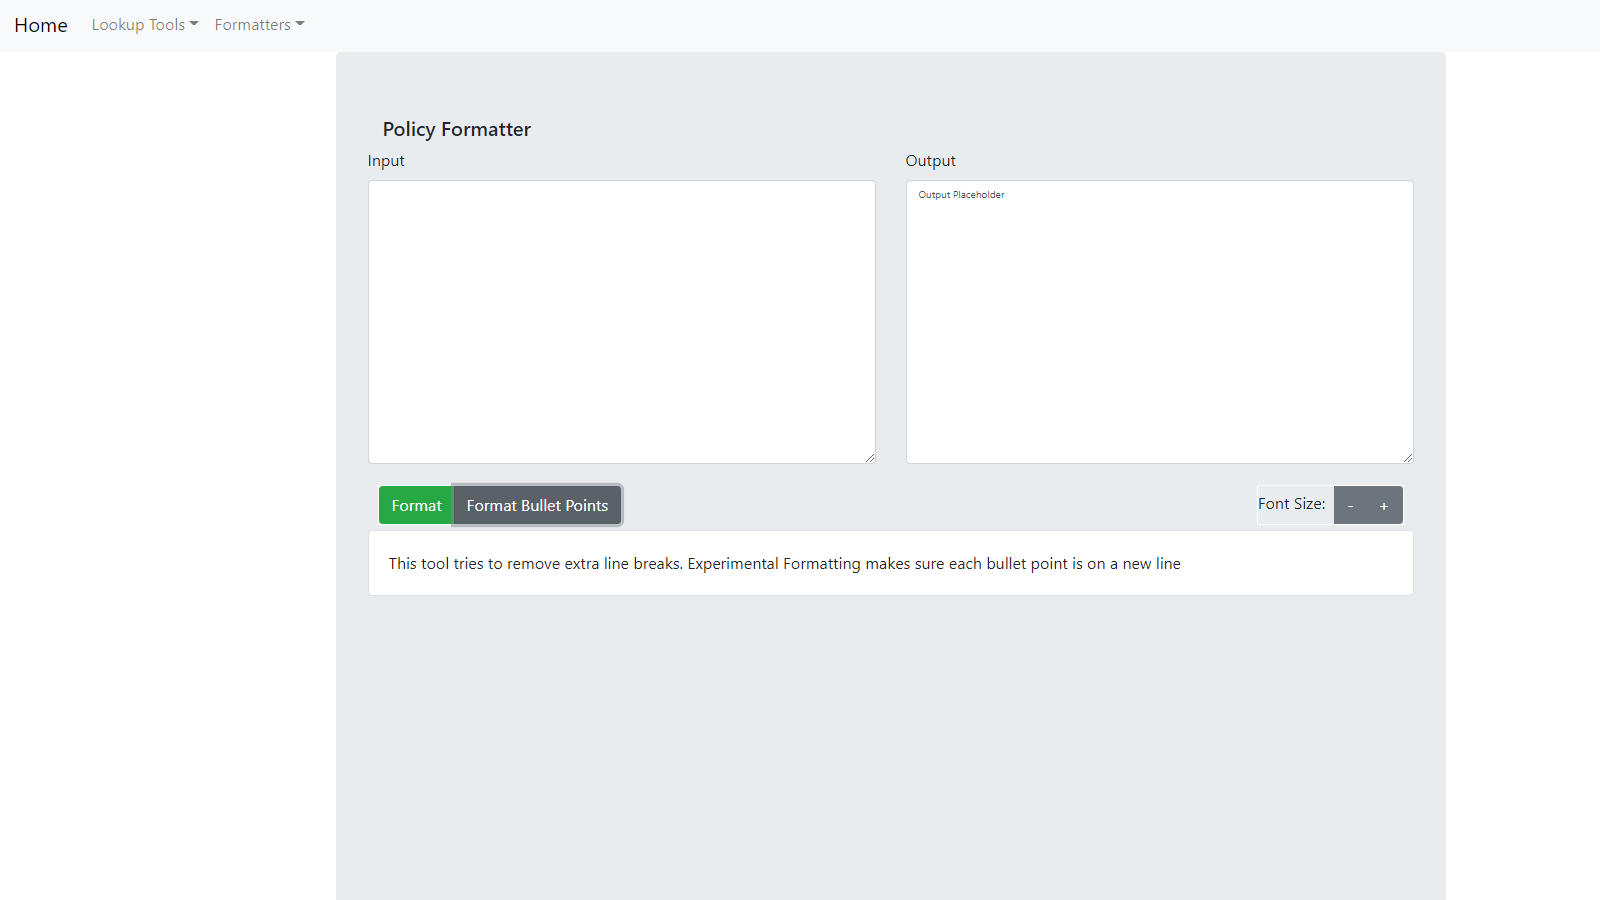 Home Lookup Tools Formatters
Policy Formatter
Input
Output
Output Placeholder
Format Format Bullet Points
Font Size: - +
This tool tries to remove extra line breaks. Experimental Formatting makes sure each bullet point is on a new line